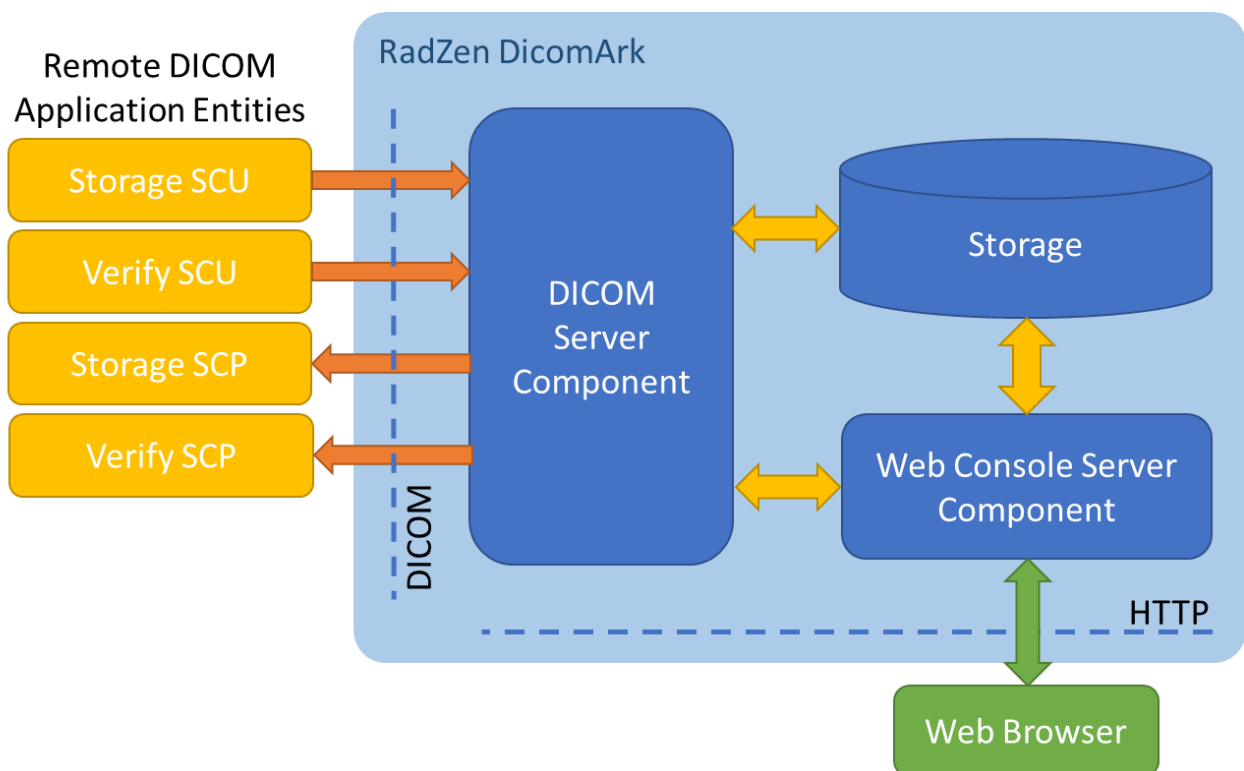 Remote DICOM
Application Entities
Storage SCU
Verify SCU
Storage SCP
Verify SCP
RadZen DicomArk
DICOM
DICOM
Server
Component
Storage
Web Console Server
Component
HTTP
Web Browser